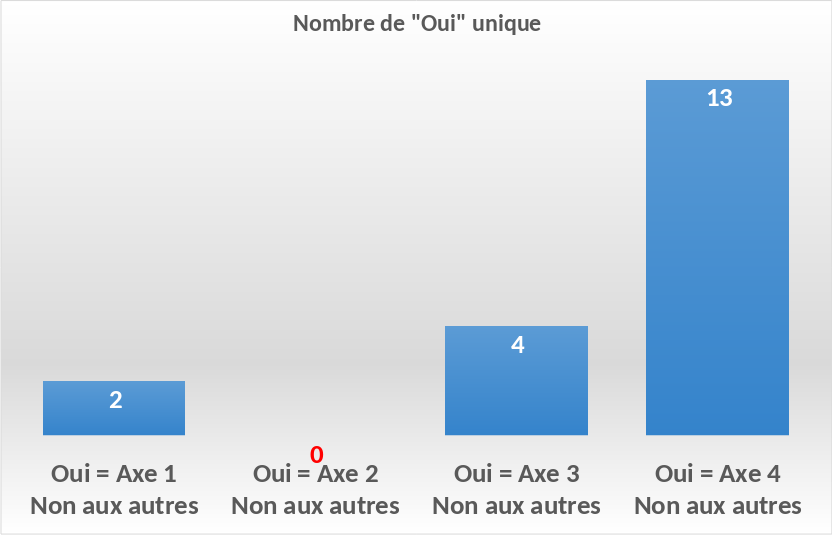 Nombre de "Oui" unique
13
4
2
0
Oui = Axe 1
Non aux autres
Oui = Axe 2
Non aux autres
Oui = Axe 3
Non aux autres
Oui = Axe 4
Non aux autres